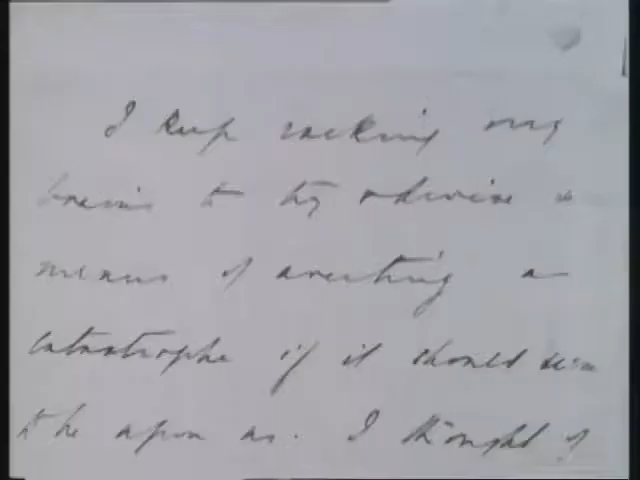 I keep racking my
brains to try & devise a
means of averting a
catastrophe if it should seem
to be upon us. I thought of